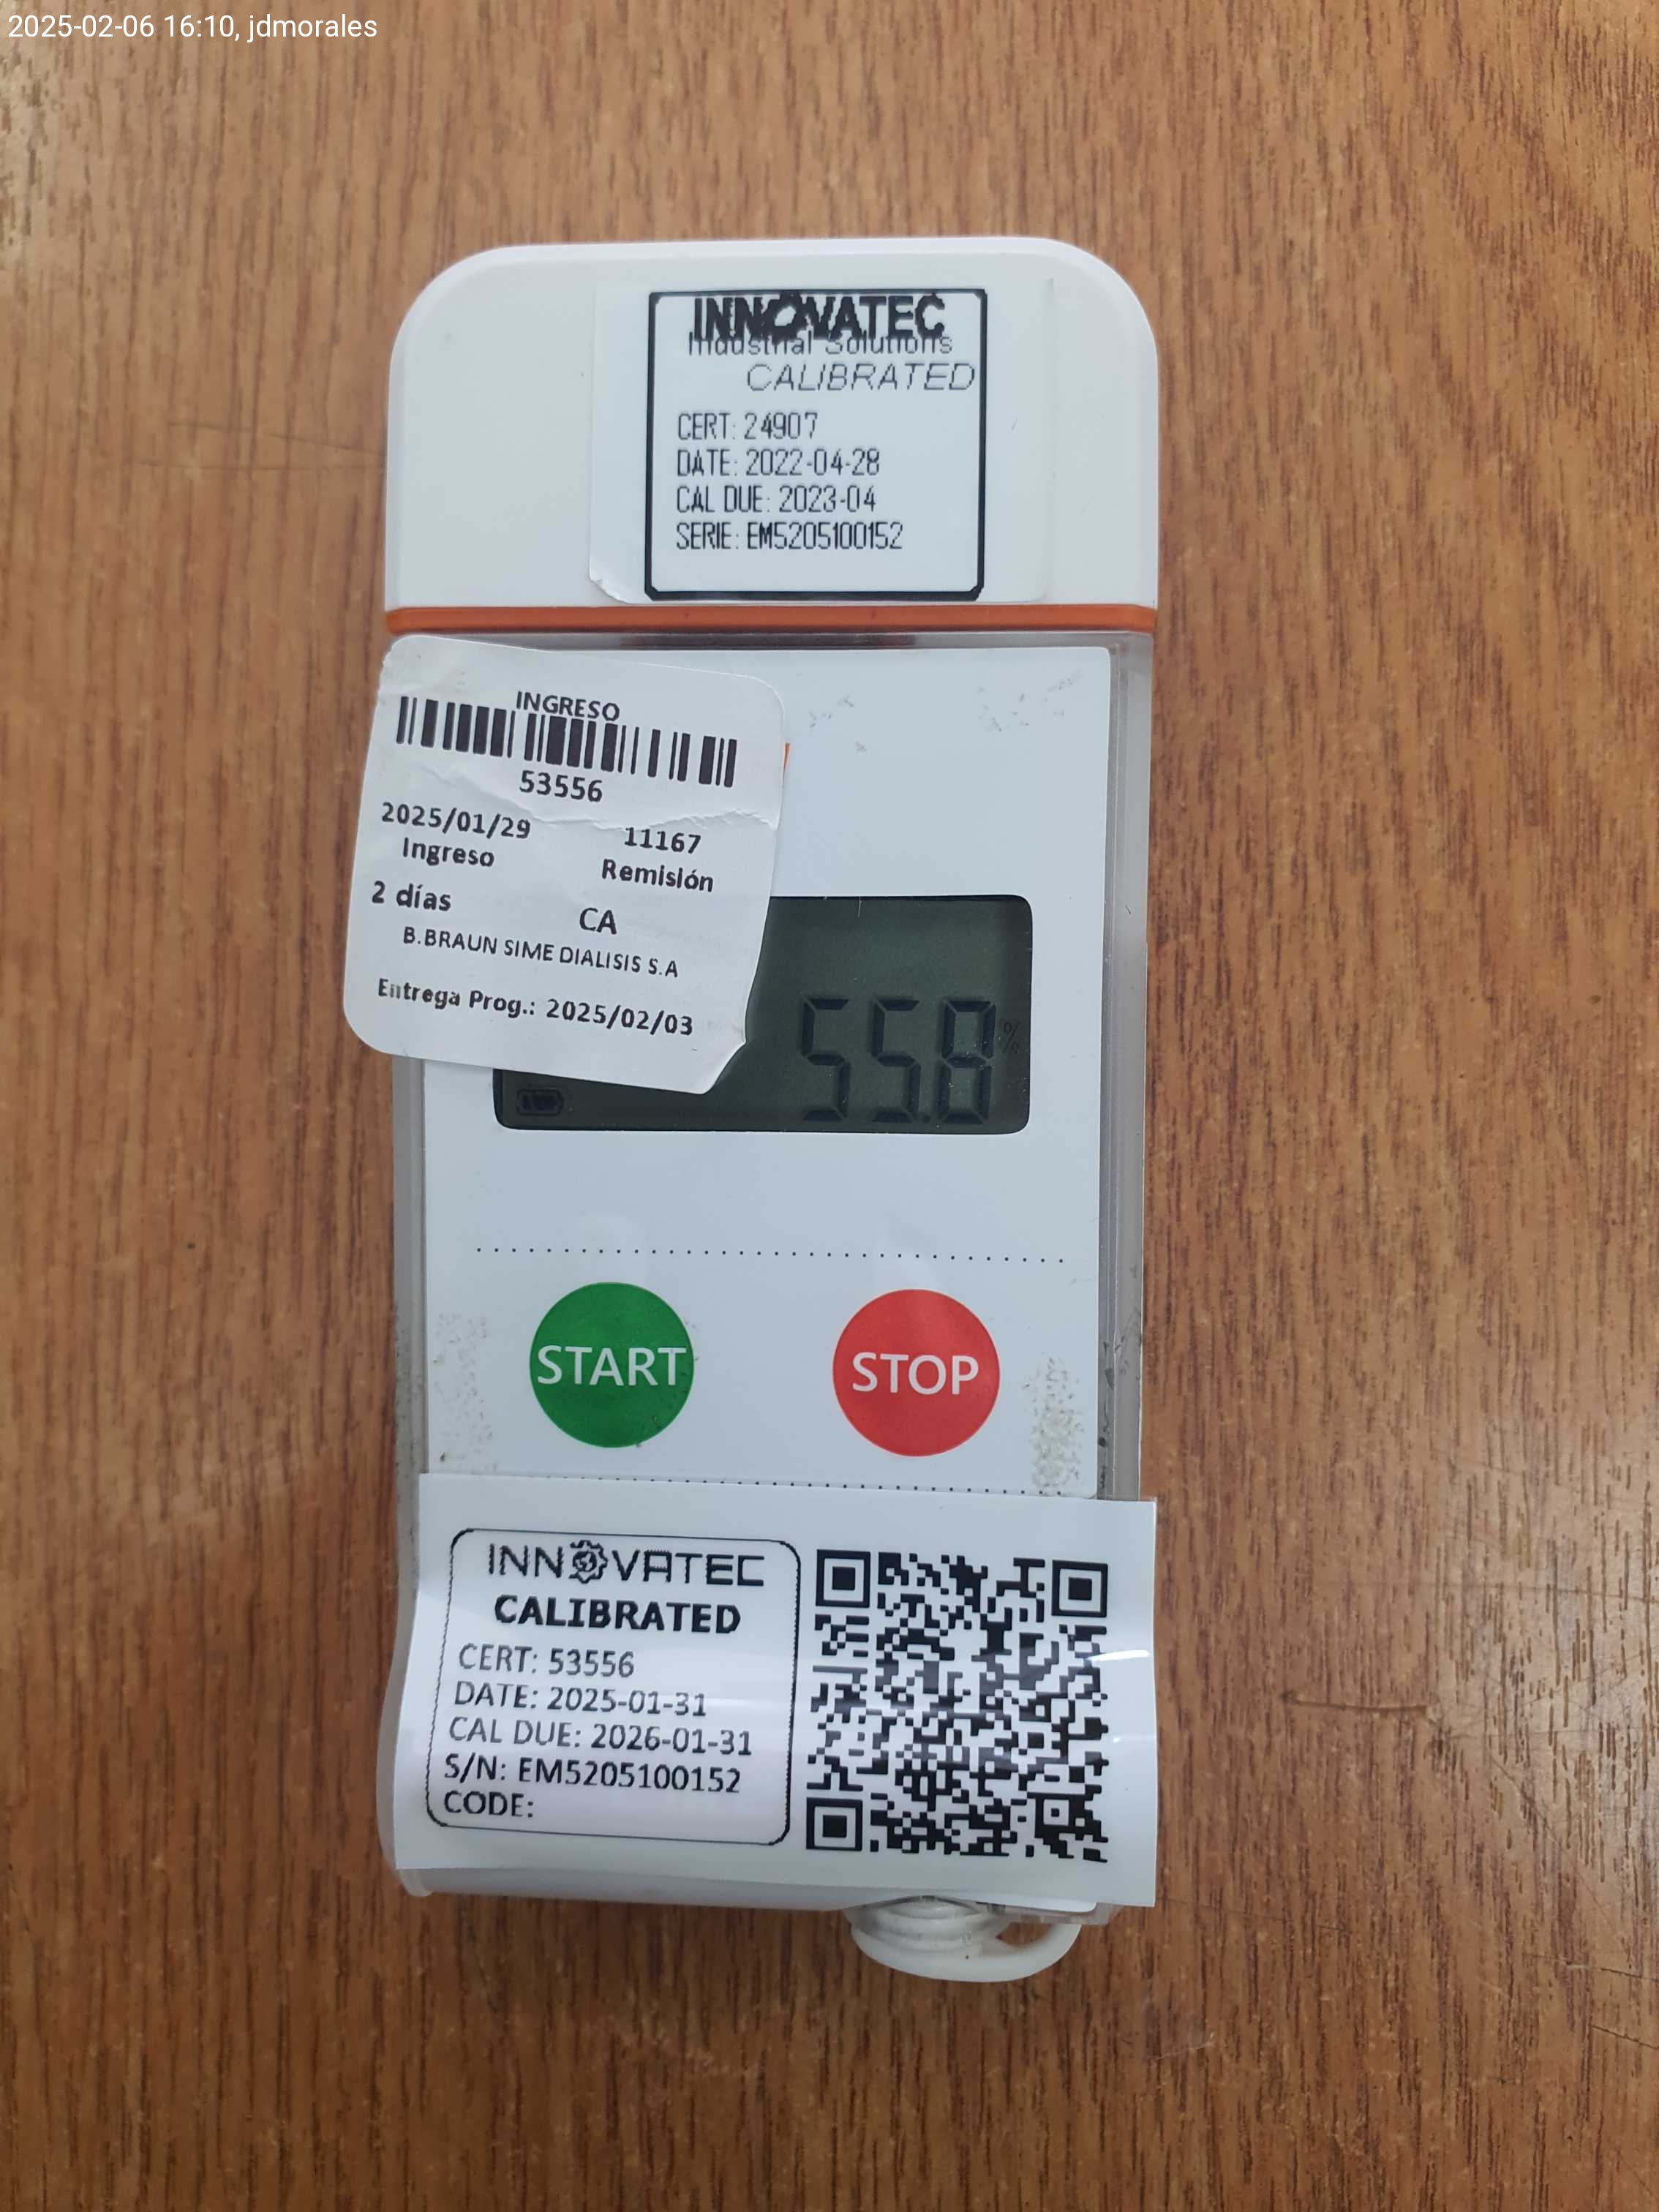 2025-02-06 16:10, jdmorales
INNOVATEC
Industrial Solutions
CALIBRATED
CERT: 24907
DATE: 2022-04-28
CAL DUE: 2023-04
SERIE: EM5205100152
INGRESO
53556
2025/01/29 11167
Ingreso Remisión
2 días CA
B.BRAUN SIME DIALISIS S.A
Entrega Prog.: 2025/02/03
55.8 %
START STOP
INNOVATEC
CALIBRATED
CERT: 53556
DATE: 2025-01-31
CAL DUE: 2026-01-31
S/N: EM5205100152
CODE: